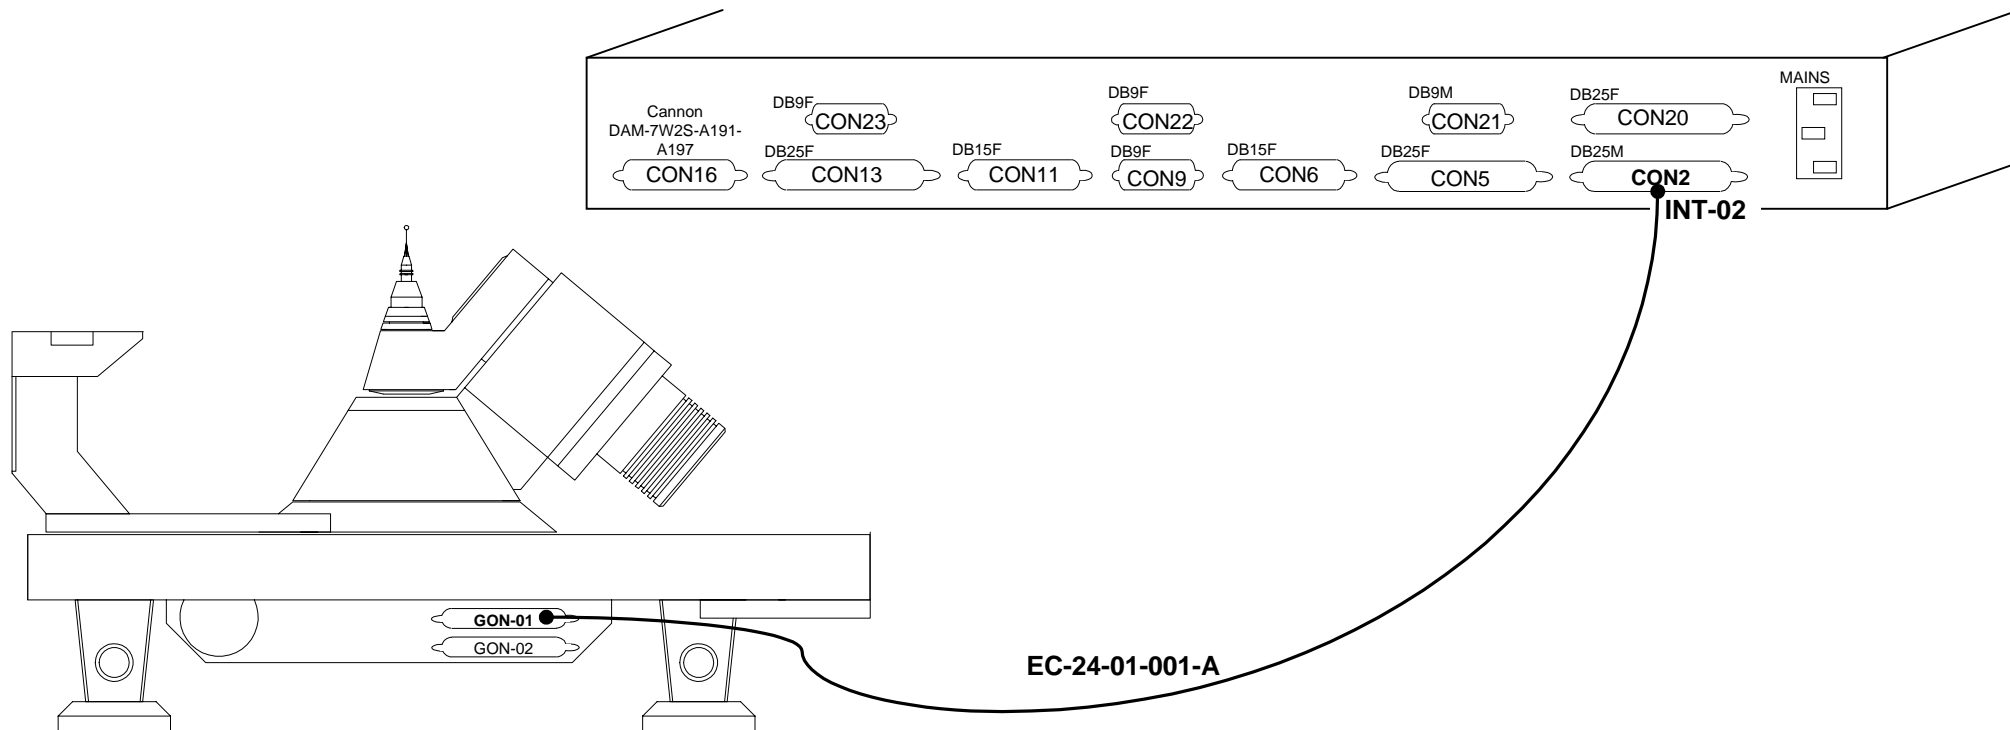 MAINS
DB9F
DB9F
DB9M
DB25F
Cannon
DAM-7W2S-A191-
A197
CON23
CON22
CON21
CON20
DB25F
DB15F
DB9F
DB15F
DB25F
DB25M
CON16
CON13
CON11
CON9
CON6
CON5
CON2
INT-02
GON-01
GON-02
EC-24-01-001-A